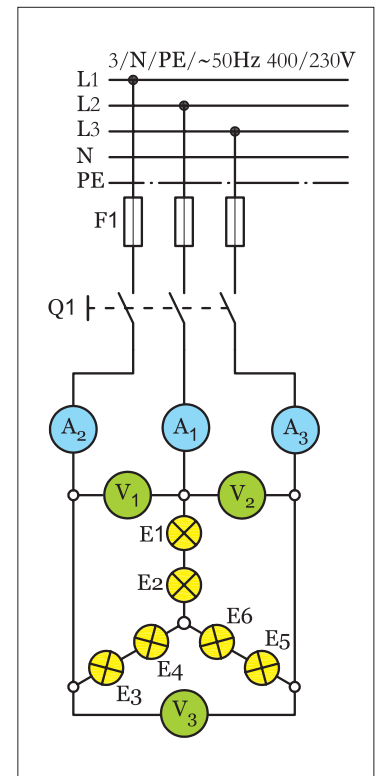 3/N/PE/~50Hz 400/230V
L1
L2
L3
N
PE
F1
Q1
A₂ A₁ A₃
V₁ V₂
E1
E2
E6
E5
E4
E3
V₃